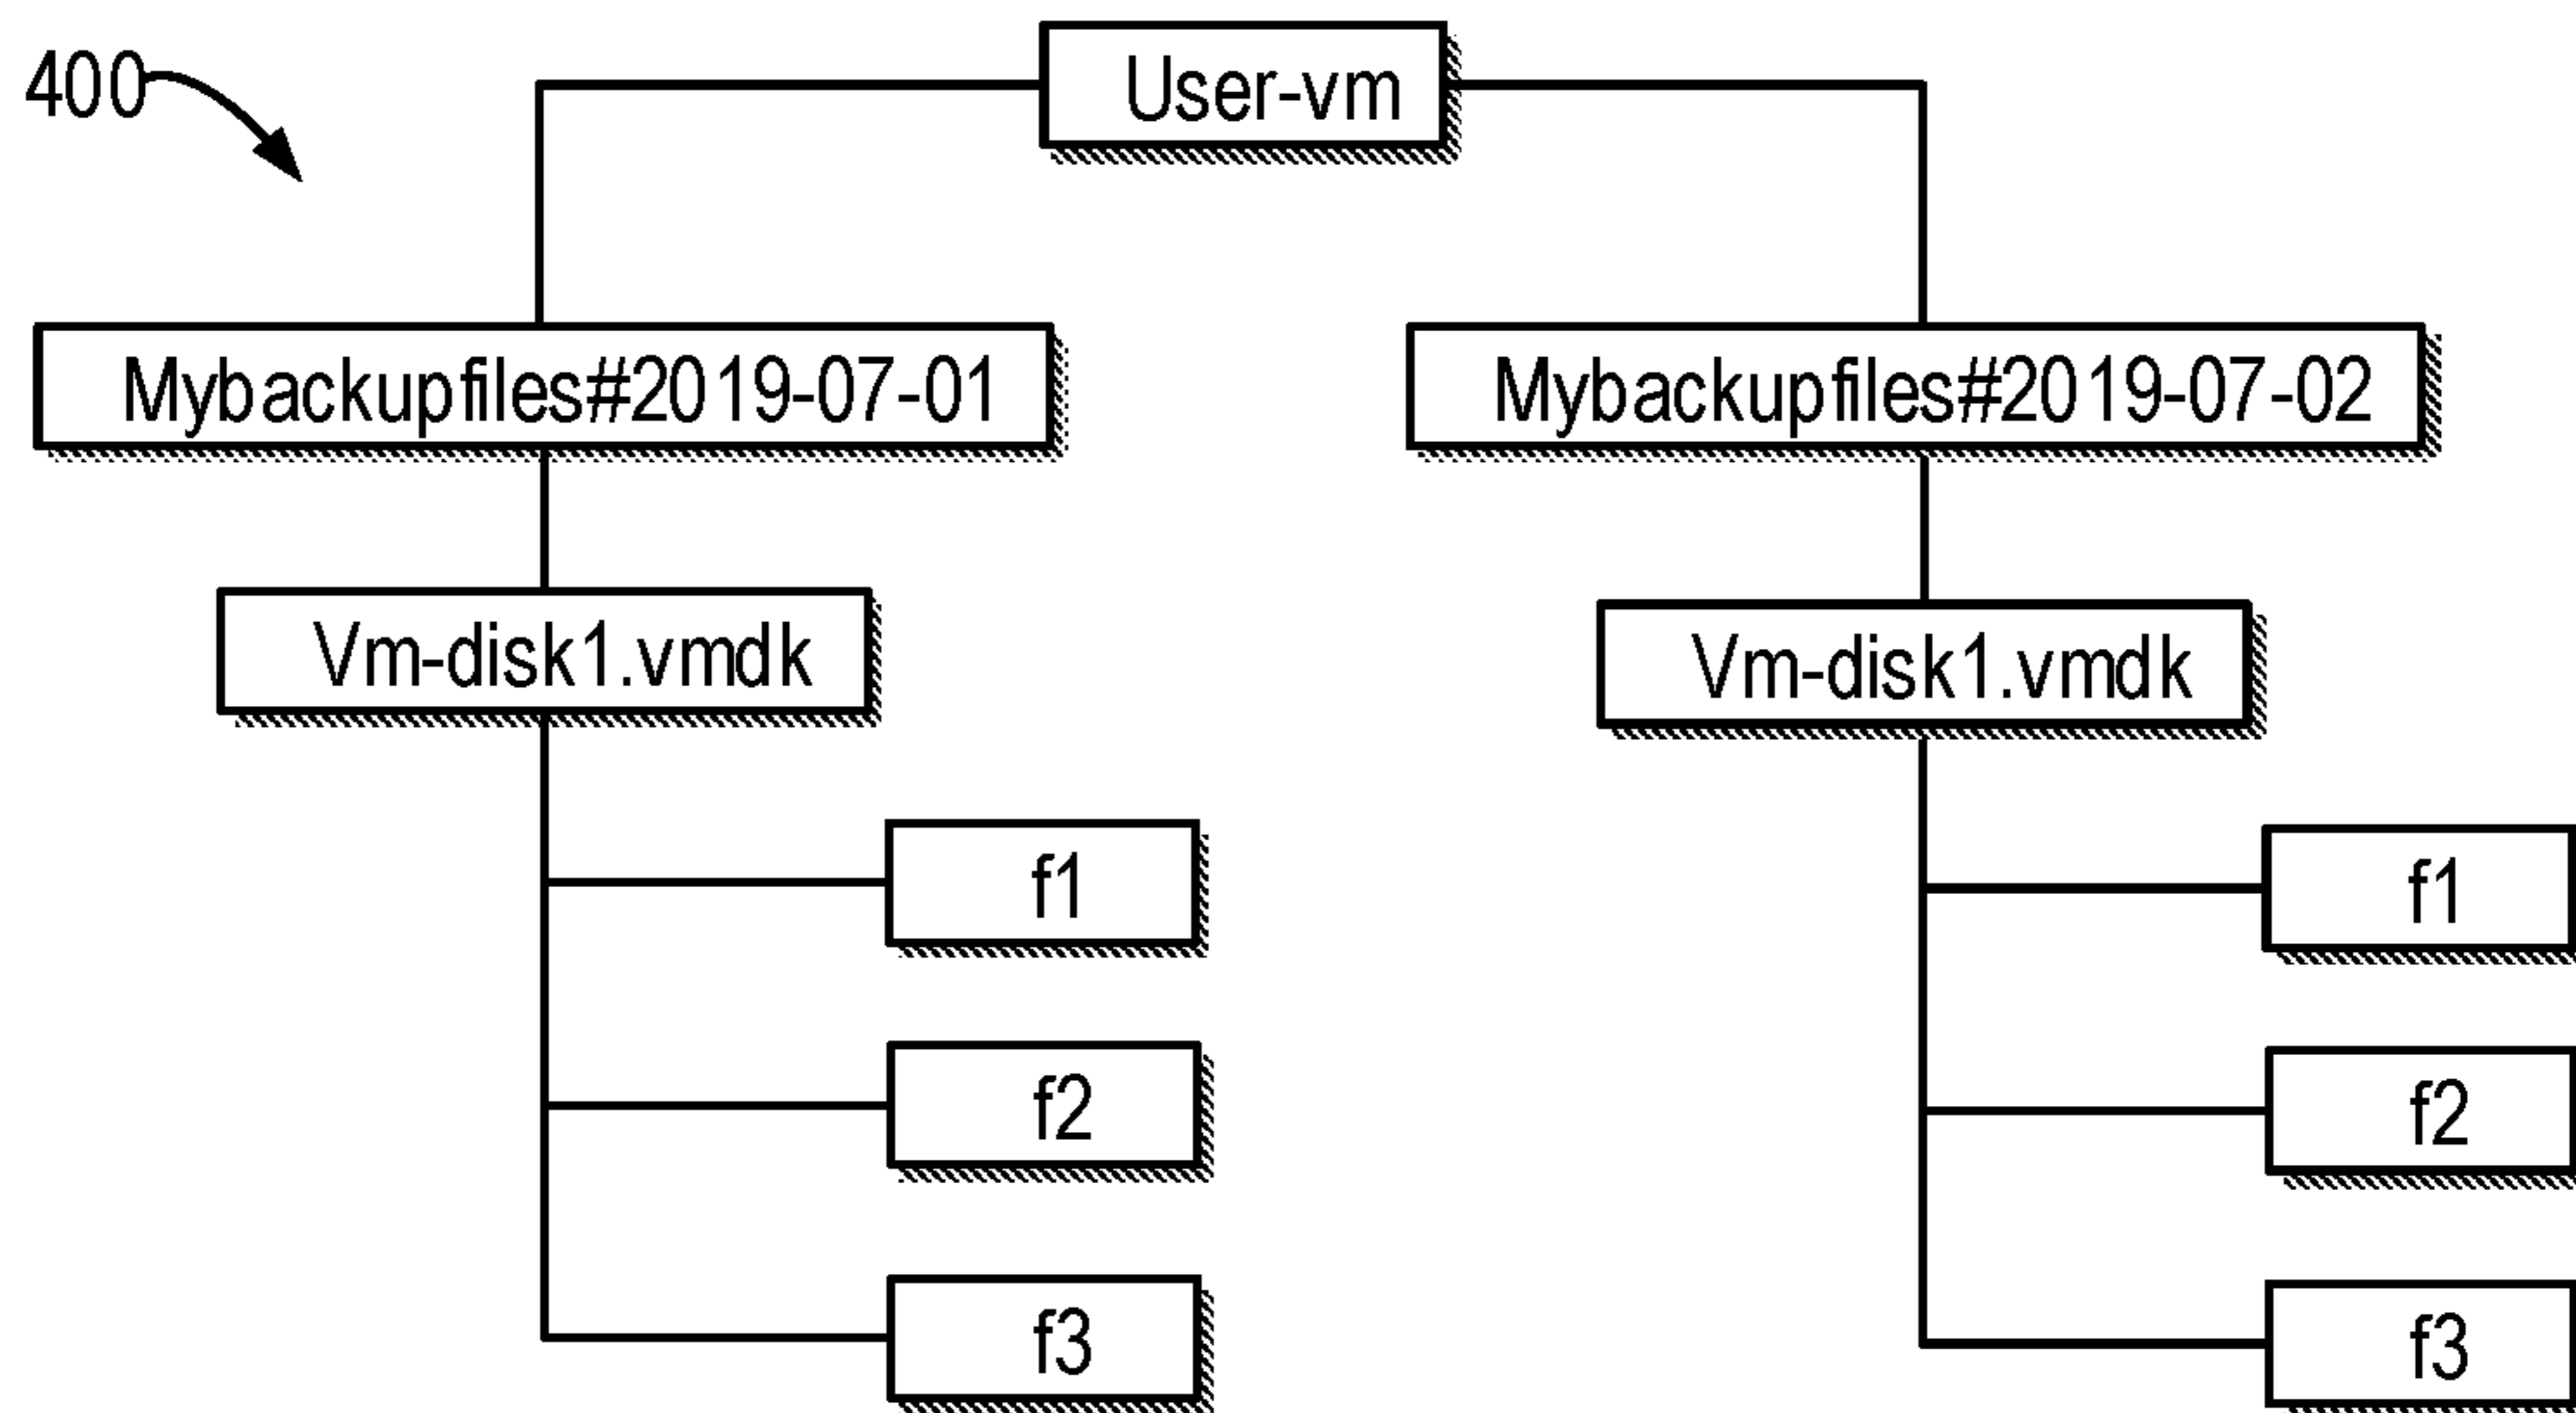 400
User-vm
Mybackupfiles#2019-07-01
Mybackupfiles#2019-07-02
Vm-disk1.vmdk
Vm-disk1.vmdk
f1
f1
f2
f2
f3
f3